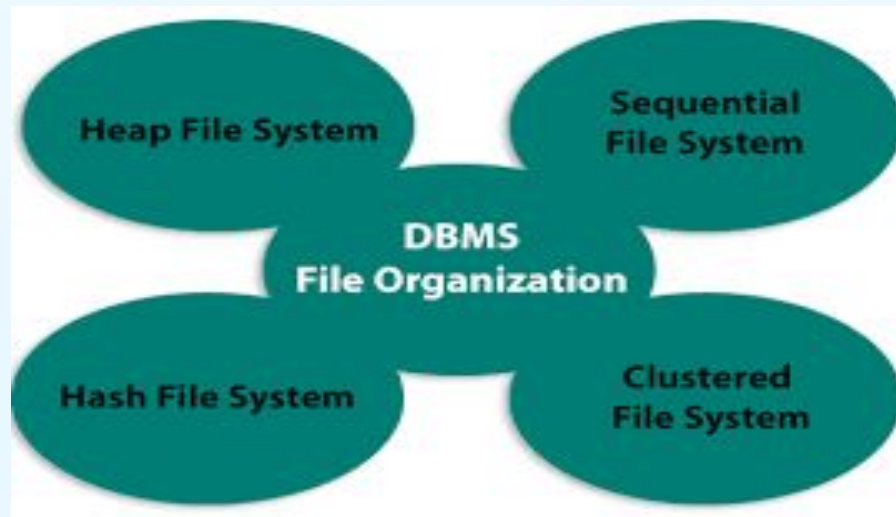 Heap File System
Sequential
File System
DBMS
File Organization
Hash File System
Clustered
File System